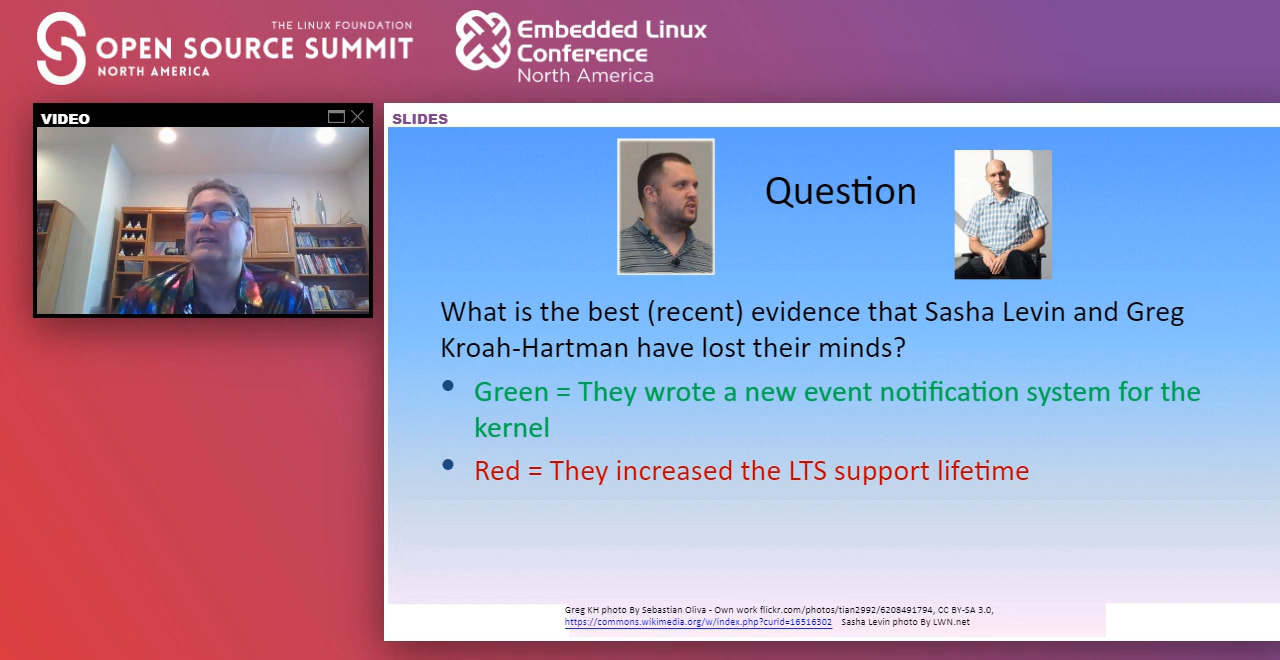 THE LINUX FOUNDATION
OPEN SOURCE SUMMIT
NORTH AMERICA
Embedded Linux
Conference
North America
VIDEO
SLIDES
Question
What is the best (recent) evidence that Sasha Levin and Greg
Kroah-Hartman have lost their minds?
• Green = They wrote a new event notification system for the
kernel
• Red = They increased the LTS support lifetime
Greg KH photo By Sebastian Oliva - Own work flickr.com/photos/tian2992/6208491794, CC BY-SA 3.0,
https://commons.wikimedia.org/w/index.php?curid=16516302 Sasha Levin photo By LWN.net